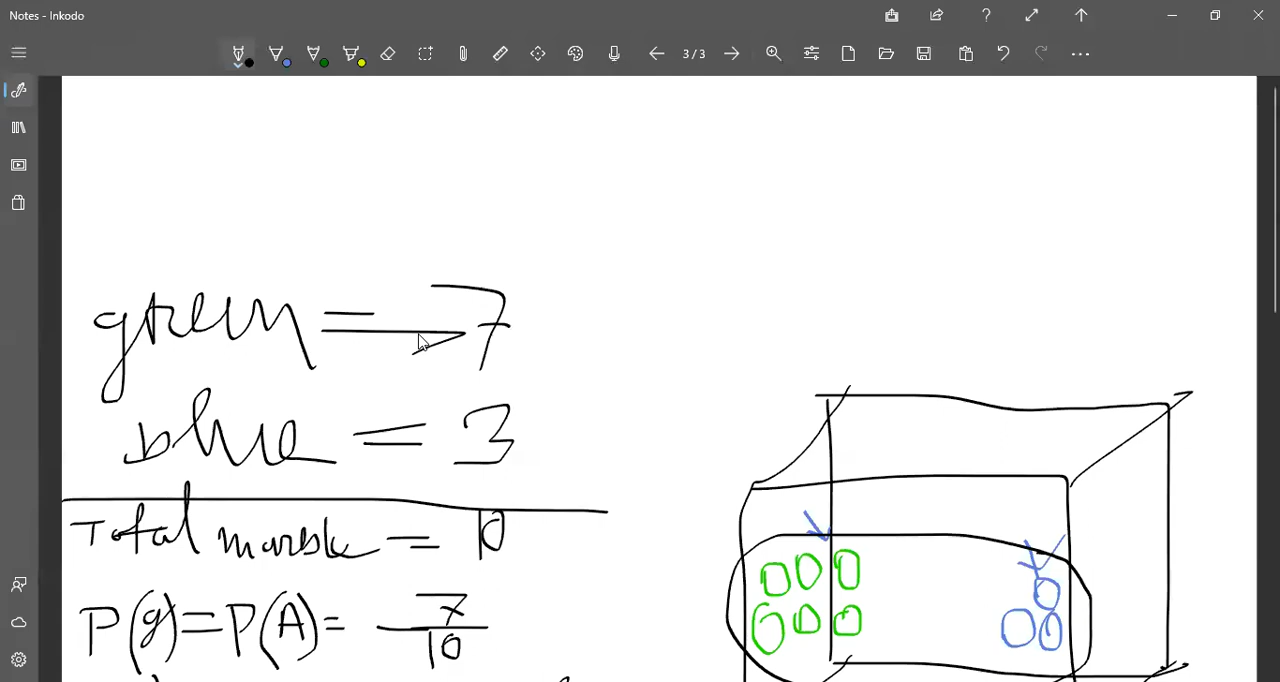 Notes - Inkodo
3/3
green = 7
blue = 3
Total marble = 10
P(g) = P(A) = 7/10